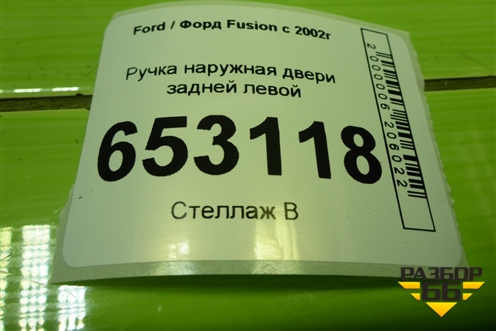 Ford / Форд Fusion с 2002г
Ручка наружная двери
задней левой
653118
Стеллаж В
2000006206022
РАЗБОР
66